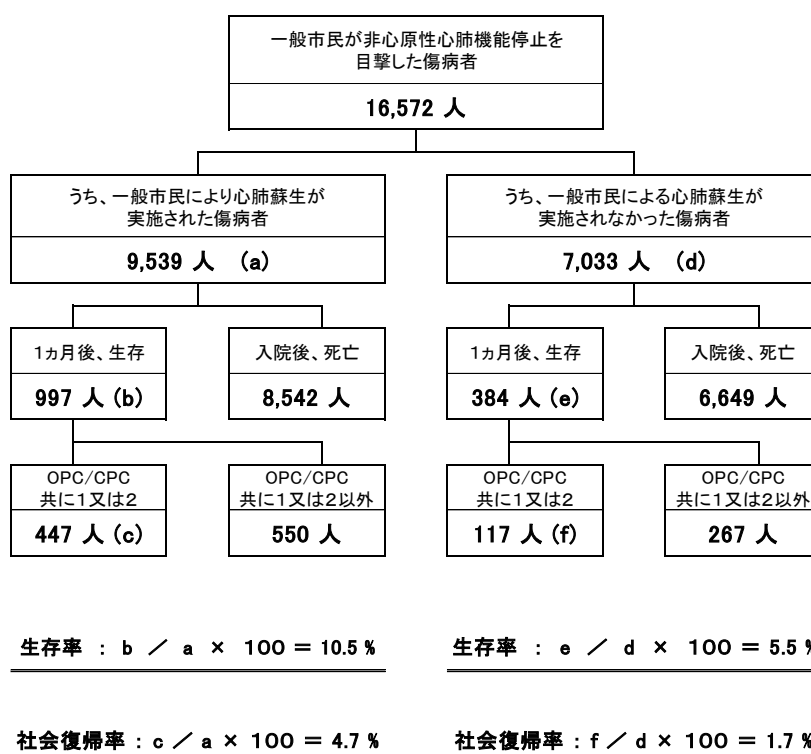 一般市民が非心原性心肺機能停止を
目撃した傷病者
16,572 人
うち、一般市民により心肺蘇生が
実施された傷病者
9,539 人 (a)
うち、一般市民による心肺蘇生が
実施されなかった傷病者
7,033 人 (d)
1ヵ月後、生存
997 人 (b)
入院後、死亡
8,542 人
1ヵ月後、生存
384 人 (e)
入院後、死亡
6,649 人
OPC/CPC
共に1又は2
447 人 (c)
OPC/CPC
共に1又は2以外
550 人
OPC/CPC
共に1又は2
117 人 (f)
OPC/CPC
共に1又は2以外
267 人
生存率 : b ／ a × 100 = 10.5 %
生存率 : e ／ d × 100 = 5.5 %
社会復帰率 : c ／ a × 100 = 4.7 %
社会復帰率 : f ／ d × 100 = 1.7 %